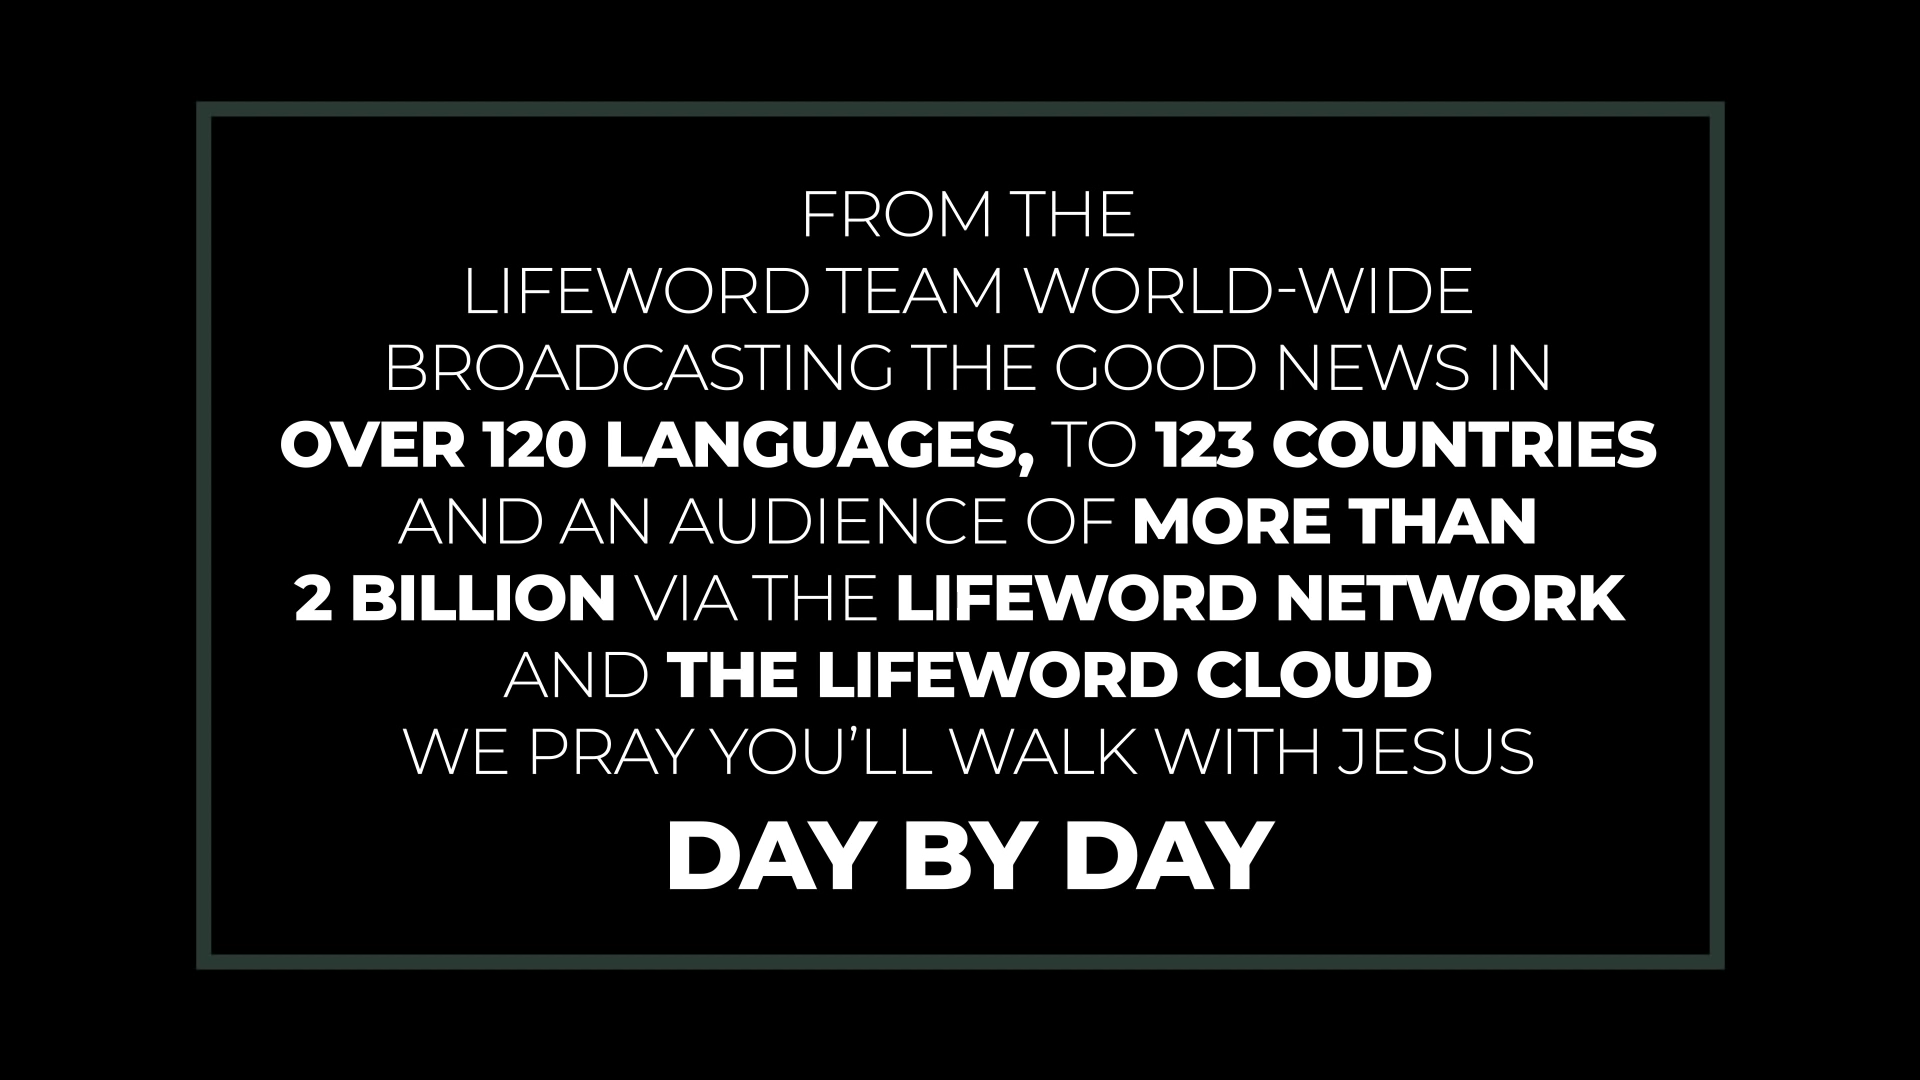 FROM THE
LIFEWORD TEAM WORLD-WIDE
BROADCASTING THE GOOD NEWS IN
OVER 120 LANGUAGES, TO 123 COUNTRIES
AND AN AUDIENCE OF MORE THAN
2 BILLION VIA THE LIFEWORD NETWORK
AND THE LIFEWORD CLOUD
WE PRAY YOU’LL WALK WITH JESUS
DAY BY DAY